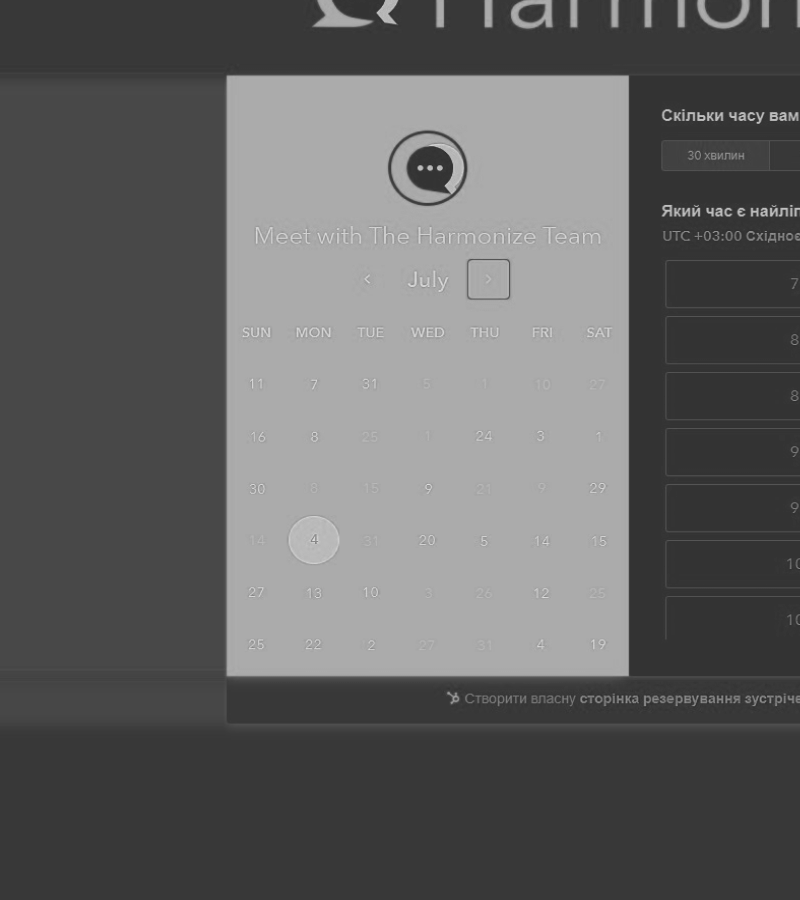 Harmon
Meet with The Harmonize Team
July
SUN MON TUE WED THU FRI SAT
11 7 31 5 1 10 27
16 8 25 1 24 3 1
30 8 15 9 21 9 29
14 4 31 20 5 14 15
27 13 10 3 26 12 25
25 22 2 27 31 4 19
Скільки часу вам
30 хвилин
Який час є найліп
UTC +03:00 Східноє
7
8
8
9
9
10
10
Створити власну сторінка резервування зустріче